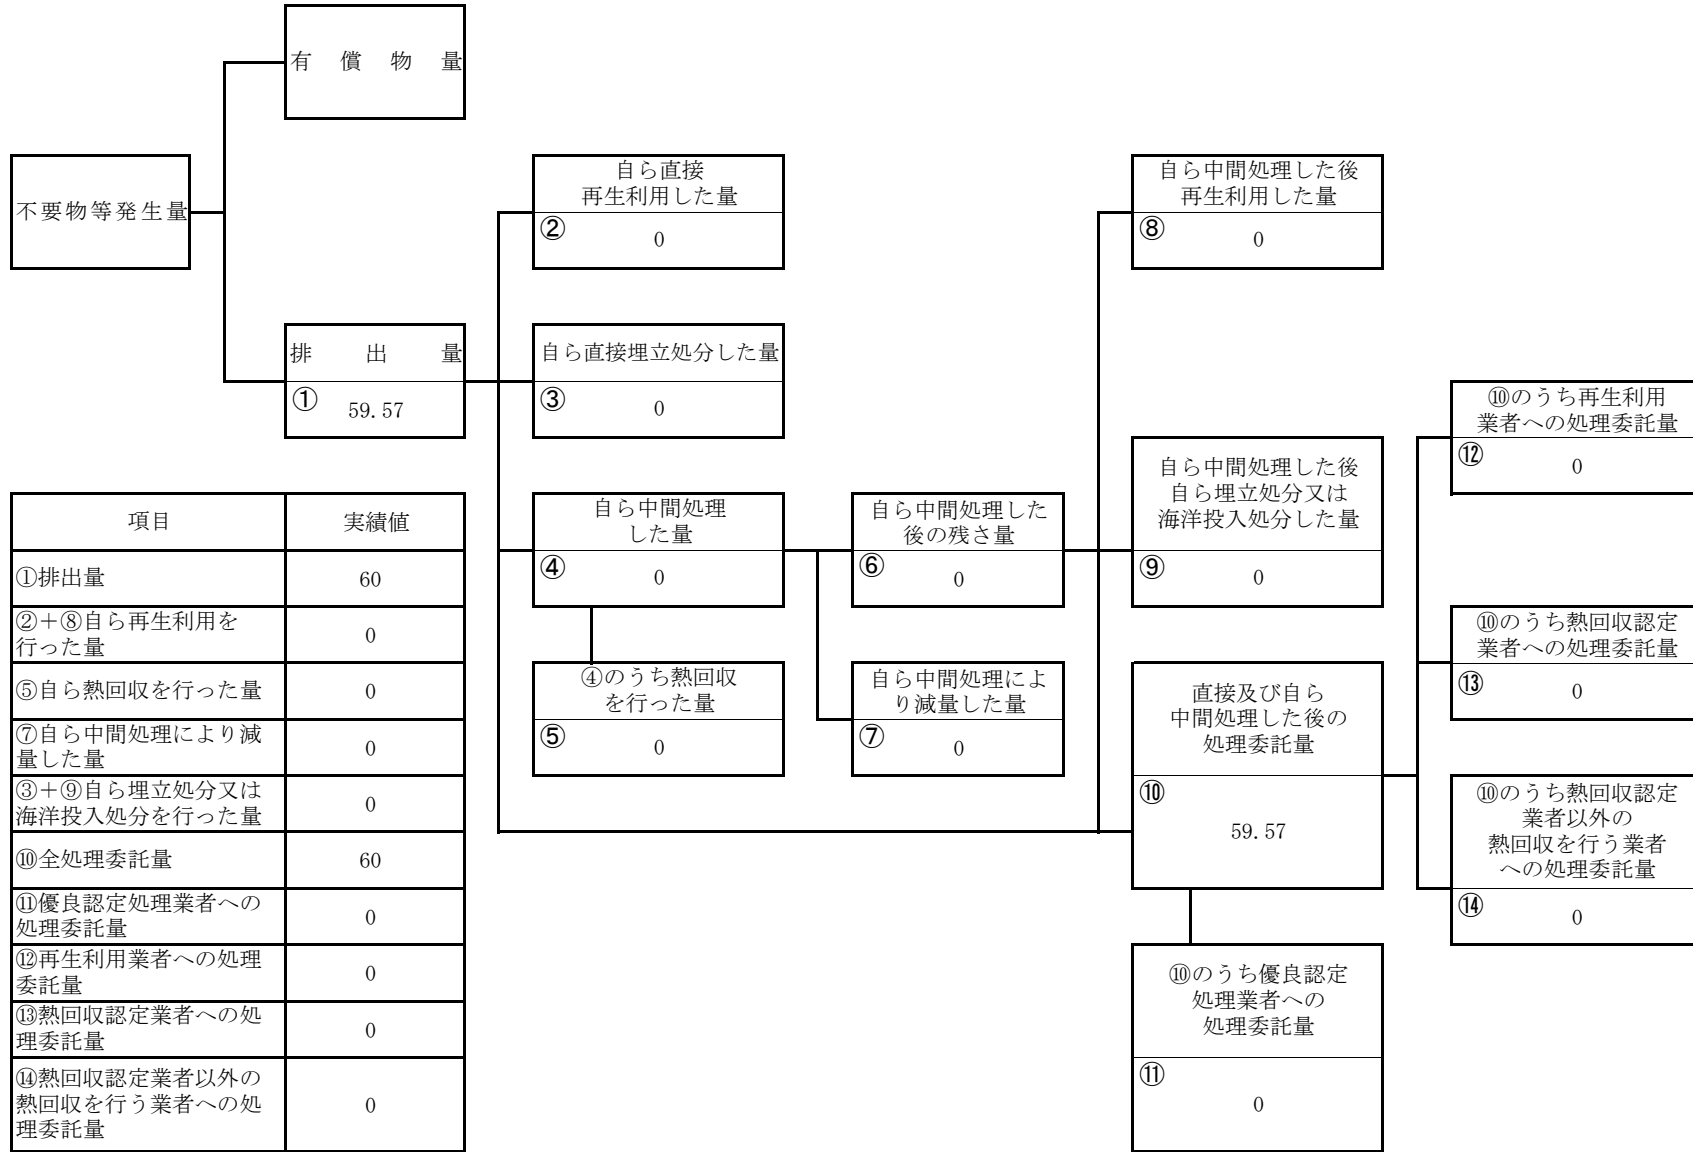 有償物量
不要物等発生量
排出量
①
59.57
自ら直接
再生利用した量
②
0
自ら直接埋立処分した量
③
0
自ら中間処理
した量
④
0
④のうち熱回収
を行った量
⑤
0
自ら中間処理した
後の残さ量
⑥
0
自ら中間処理によ
り減量した量
⑦
0
自ら中間処理した後
再生利用した量
⑧
0
自ら中間処理した後
自ら埋立処分又は
海洋投入処分した量
⑨
0
直接及び自ら
中間処理した後の
処理委託量
⑩
59.57
⑩のうち優良認定
処理業者への
処理委託量
⑪
0
⑩のうち再生利用
業者への処理委託量
⑫
0
⑩のうち熱回収認定
業者への処理委託量
⑬
0
⑩のうち熱回収認定
業者以外の
熱回収を行う業者
への処理委託量
⑭
0
項目 実績値
①排出量 60
②+⑧自ら再生利用を
行った量 0
⑤自ら熱回収を行った量 0
⑦自ら中間処理により減
量した量 0
③+⑨自ら埋立処分又は
海洋投入処分を行った量 0
⑩全処理委託量 60
⑪優良認定処理業者への
処理委託量 0
⑫再生利用業者への処理
委託量 0
⑬熱回収認定業者への処
理委託量 0
⑭熱回収認定業者以外の
熱回収を行う業者への処
理委託量 0